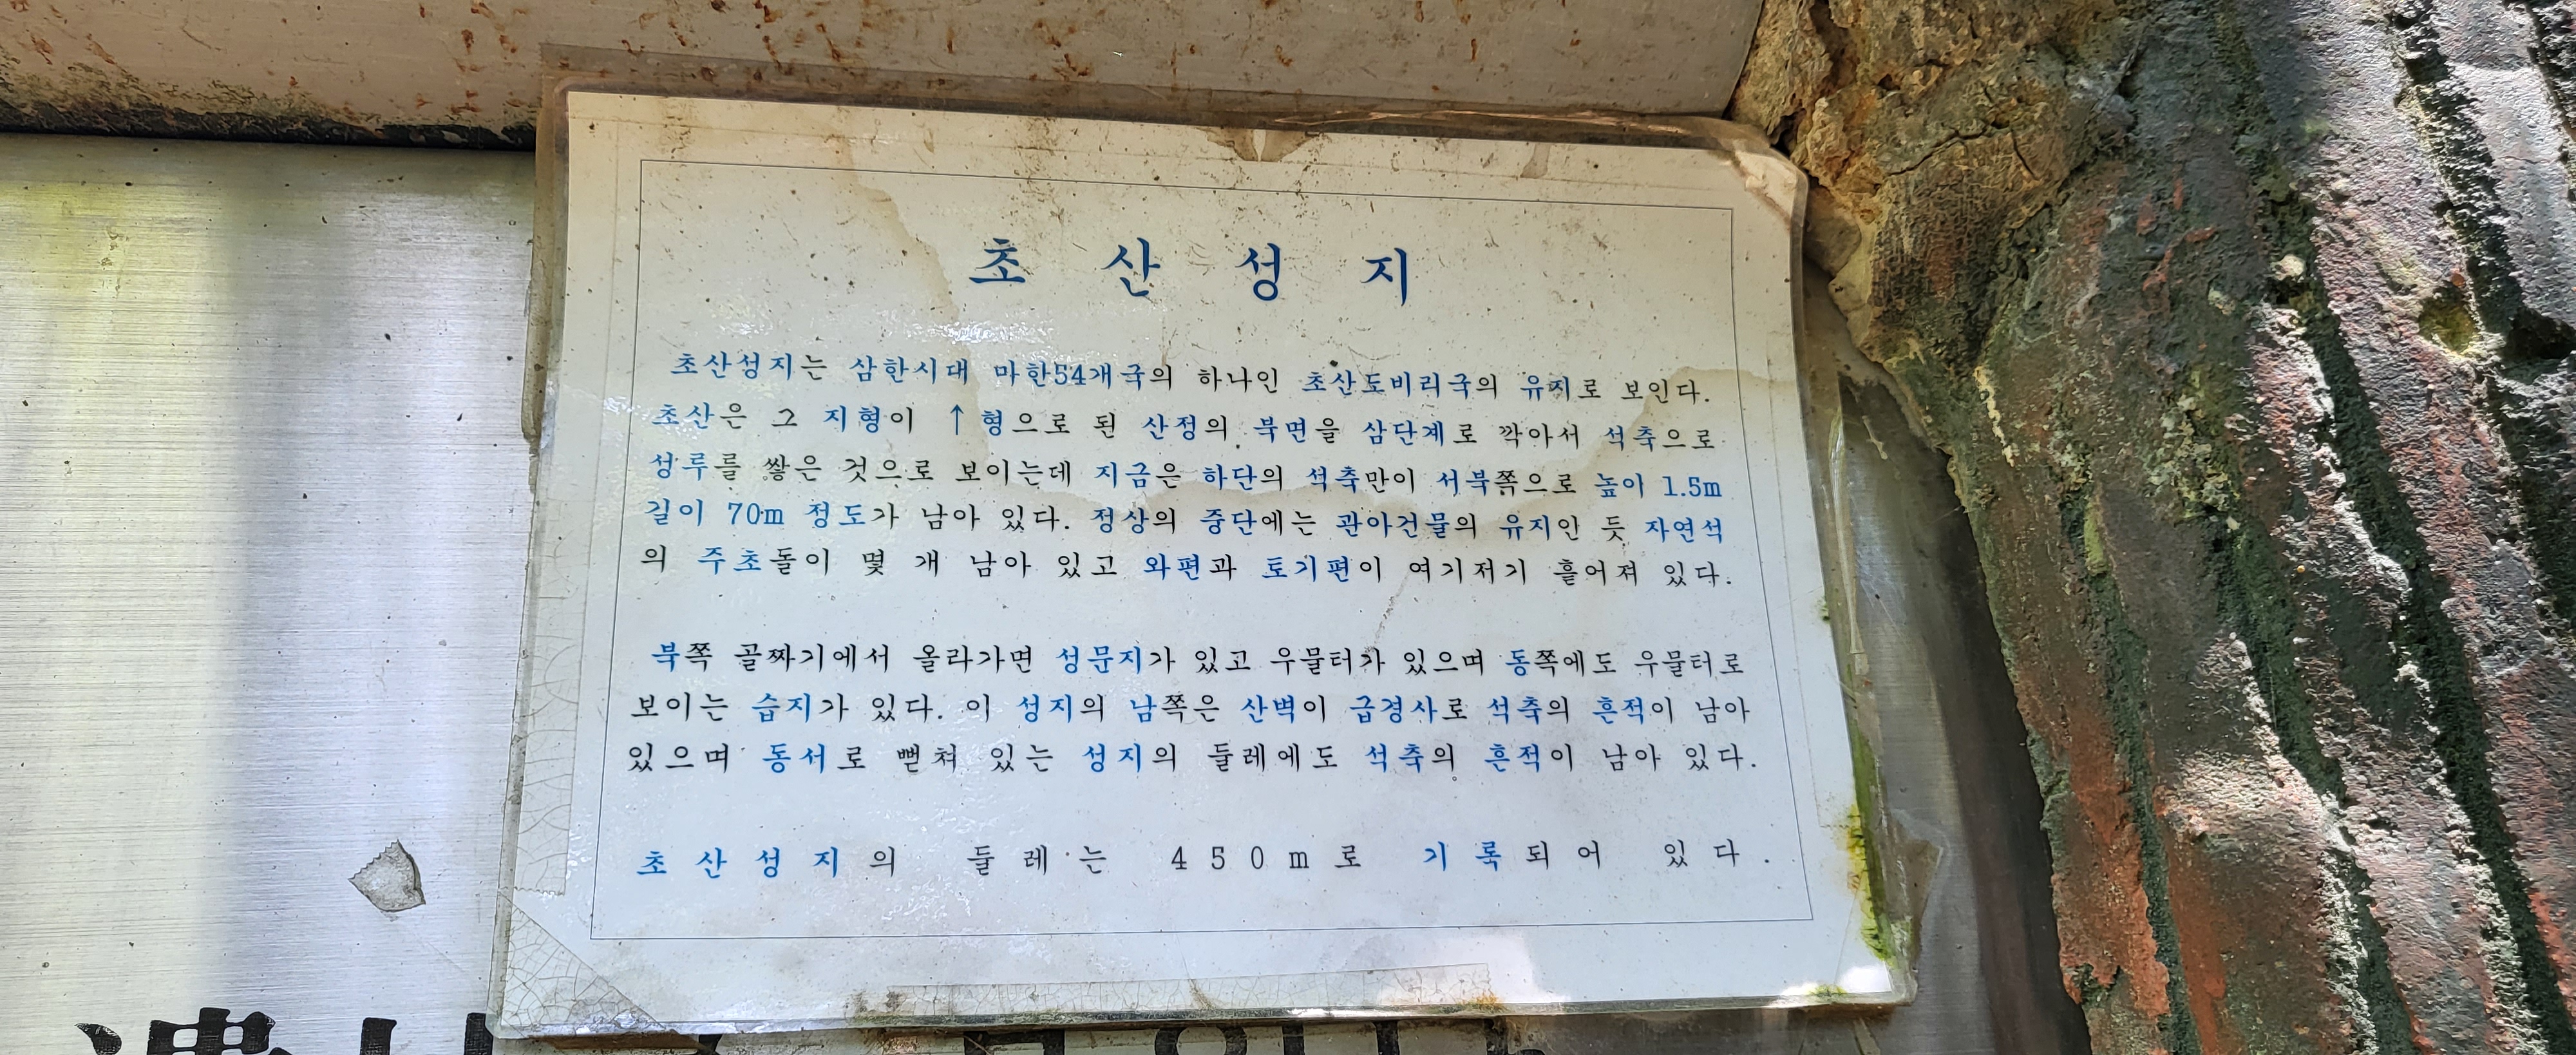 초 산 성 지
초산성지는 삼한시대 마한54개국의 하나인 초산도비리국의 유지로 보인다.
초산은 그 지형이 ↑형으로 된 산정의 북면을 삼단계로 깍아서 석축으로
성루를 쌓은 것으로 보이는데 지금은 하단의 석축만이 서북쪽으로 높이 1.5m
길이 70m 정도가 남아 있다. 정상의 중단에는 관아건물의 유지안 듯 자연석
의 주초돌이 몇 개 남아 있고 와편과 토기편이 여기저기 흩어져 있다.
북쪽 골짜기에서 올라가면 성문지가 있고 우물터가 있으며 동쪽에도 우물터로
보이는 습지가 있다. 이 성지의 남쪽은 산벽이 급경사로 석축의 흔적이 남아
있으며 동서로 뻗쳐 있는 성지의 둘레에도 석축의 흔적이 남아 있다.
초산성지의 둘레는 450m로 기록되어 있다.